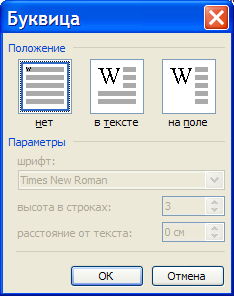 Буквица
Положение
W W W
нет в тексте на поле
Параметры
шрифт:
Times New Roman
высота в строках: 3
расстояние от текста: 0 см
ОК Отмена